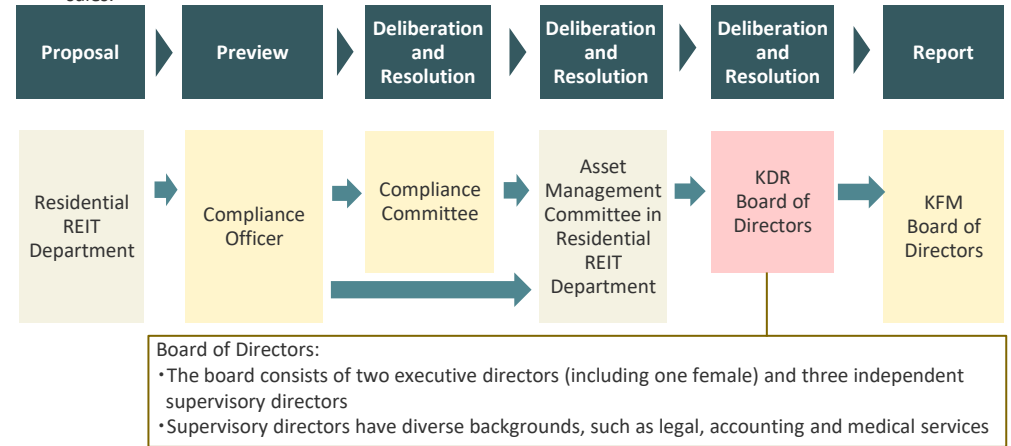 sales.
Proposal
Preview
Deliberation
and
Resolution
Deliberation
and
Resolution
Deliberation
and
Resolution
Report
Residential
REIT
Department
Compliance
Officer
Compliance
Committee
Asset
Management
Committee in
Residential
REIT
Department
KDR
Board of
Directors
KFM
Board of
Directors
Board of Directors:
・The board consists of two executive directors (including one female) and three independent
supervisory directors
・Supervisory directors have diverse backgrounds, such as legal, accounting and medical services